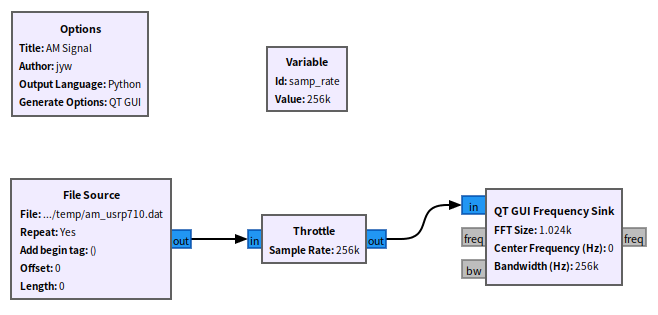 Options
Title: AM Signal
Author: jyw
Output Language: Python
Generate Options: QT GUI
Variable
Id: samp_rate
Value: 256k
File Source
File: .../temp/am_usrp710.dat
Repeat: Yes
Add begin tag: ()
Offset: 0
Length: 0
out
in
Throttle
Sample Rate: 256k
out
in
freq
bw
QT GUI Frequency Sink
FFT Size: 1.024k
Center Frequency (Hz): 0
Bandwidth (Hz): 256k
freq